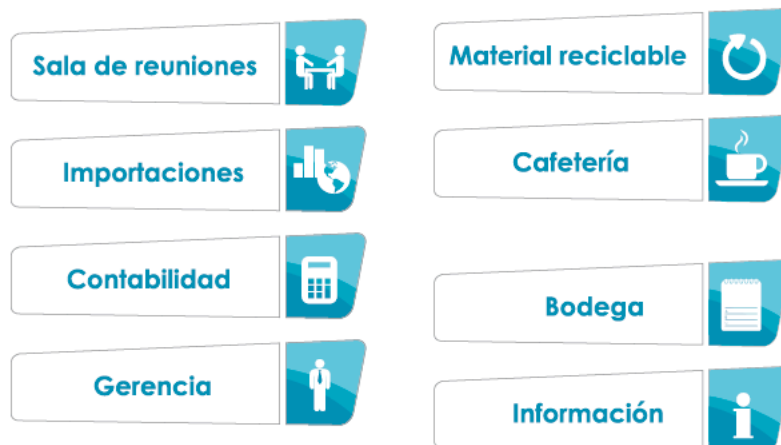 Sala de reuniones
Importaciones
Contabilidad
Gerencia
Material reciclable
Cafetería
Bodega
Información